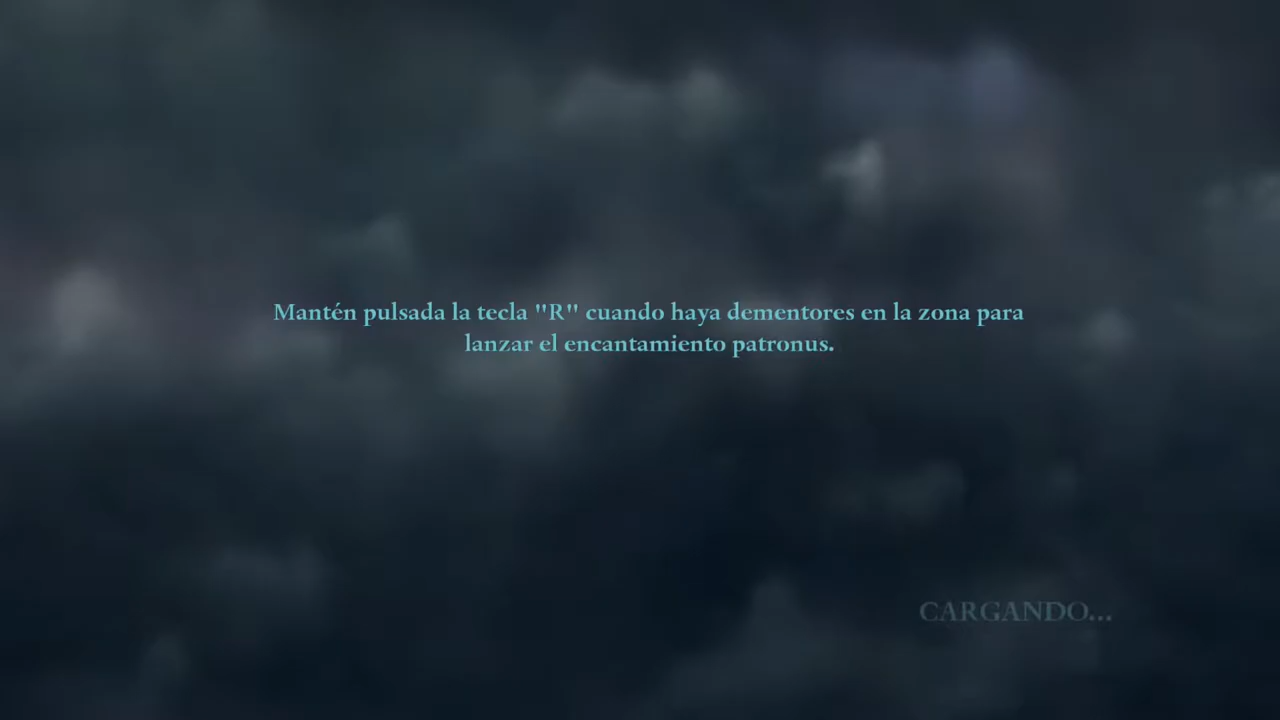 Mantén pulsada la tecla "R" cuando haya dementores en la zona para
lanzar el encantamiento patronus.
CARGANDO...